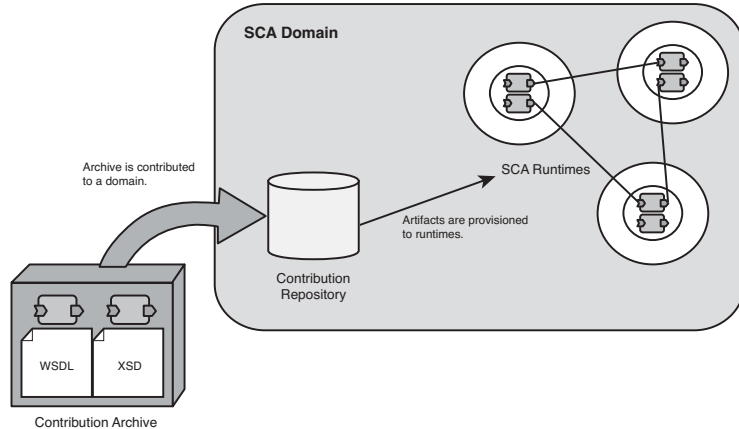 SCA Domain
Archive is contributed
to a domain.
SCA Runtimes
Artifacts are provisioned
to runtimes.
Contribution
Repository
WSDL
XSD
Contribution Archive